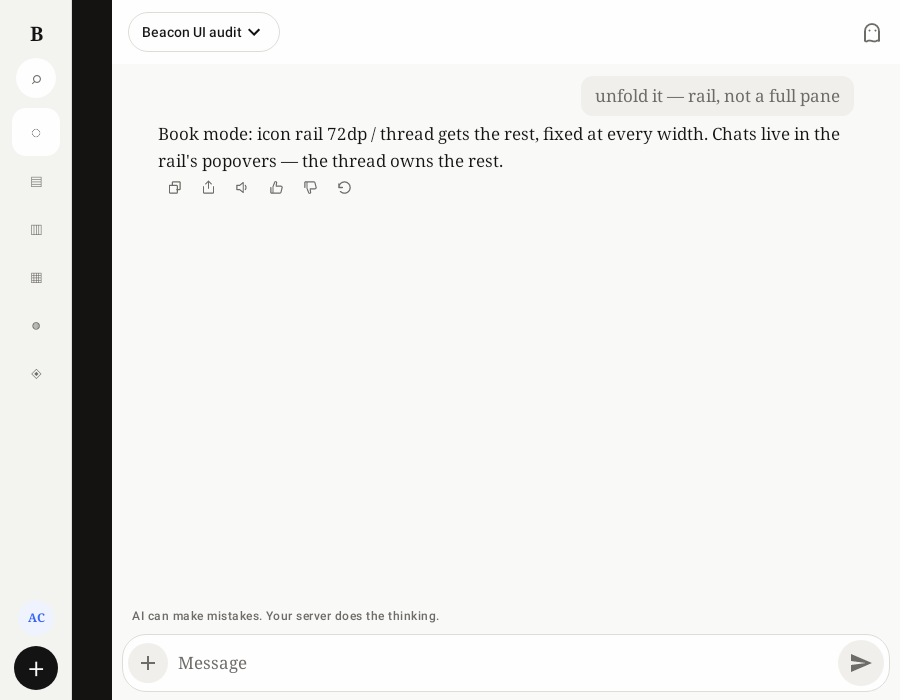 B
Beacon UI audit
unfold it — rail, not a full pane
Book mode: icon rail 72dp / thread gets the rest, fixed at every width. Chats live in the
rail's popovers — the thread owns the rest.
AC
AI can make mistakes. Your server does the thinking.
Message